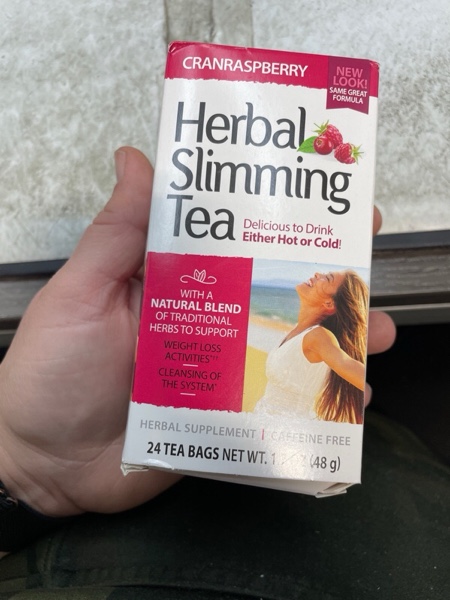 CRANRASPBERRY
NEW
LOOK!
SAME GREAT
FORMULA
Herbal
Slimming
Tea
Delicious to Drink
Either Hot or Cold!
WITH A
NATURAL BLEND
OF TRADITIONAL
HERBS TO SUPPORT
WEIGHT LOSS
ACTIVITIES*†
CLEANSING OF
THE SYSTEM*
HERBAL SUPPLEMENT | CAFFEINE FREE
24 TEA BAGS NET WT. OZ (48 g)